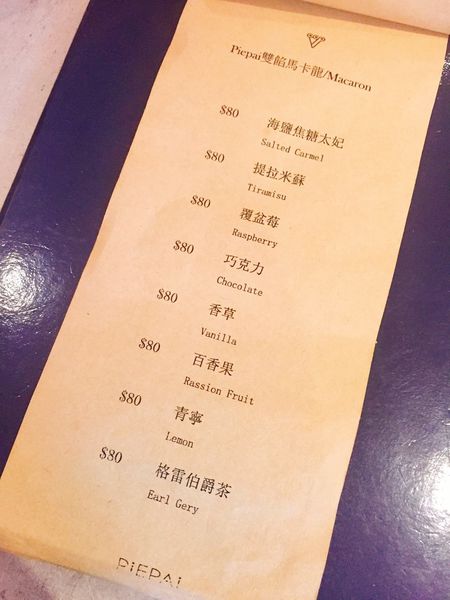 Piepai雙餡馬卡龍/Macaron
$80 海鹽焦糖太妃
Salted Carmel
$80 提拉米蘇
Tiramisu
$80 覆盆莓
Raspberry
$80 巧克力
Chocolate
$80 香草
Vanilla
$80 百香果
Rassion Fruit
$80 青寧
Lemon
$80 格雷伯爵茶
Earl Gery
PiEPAi